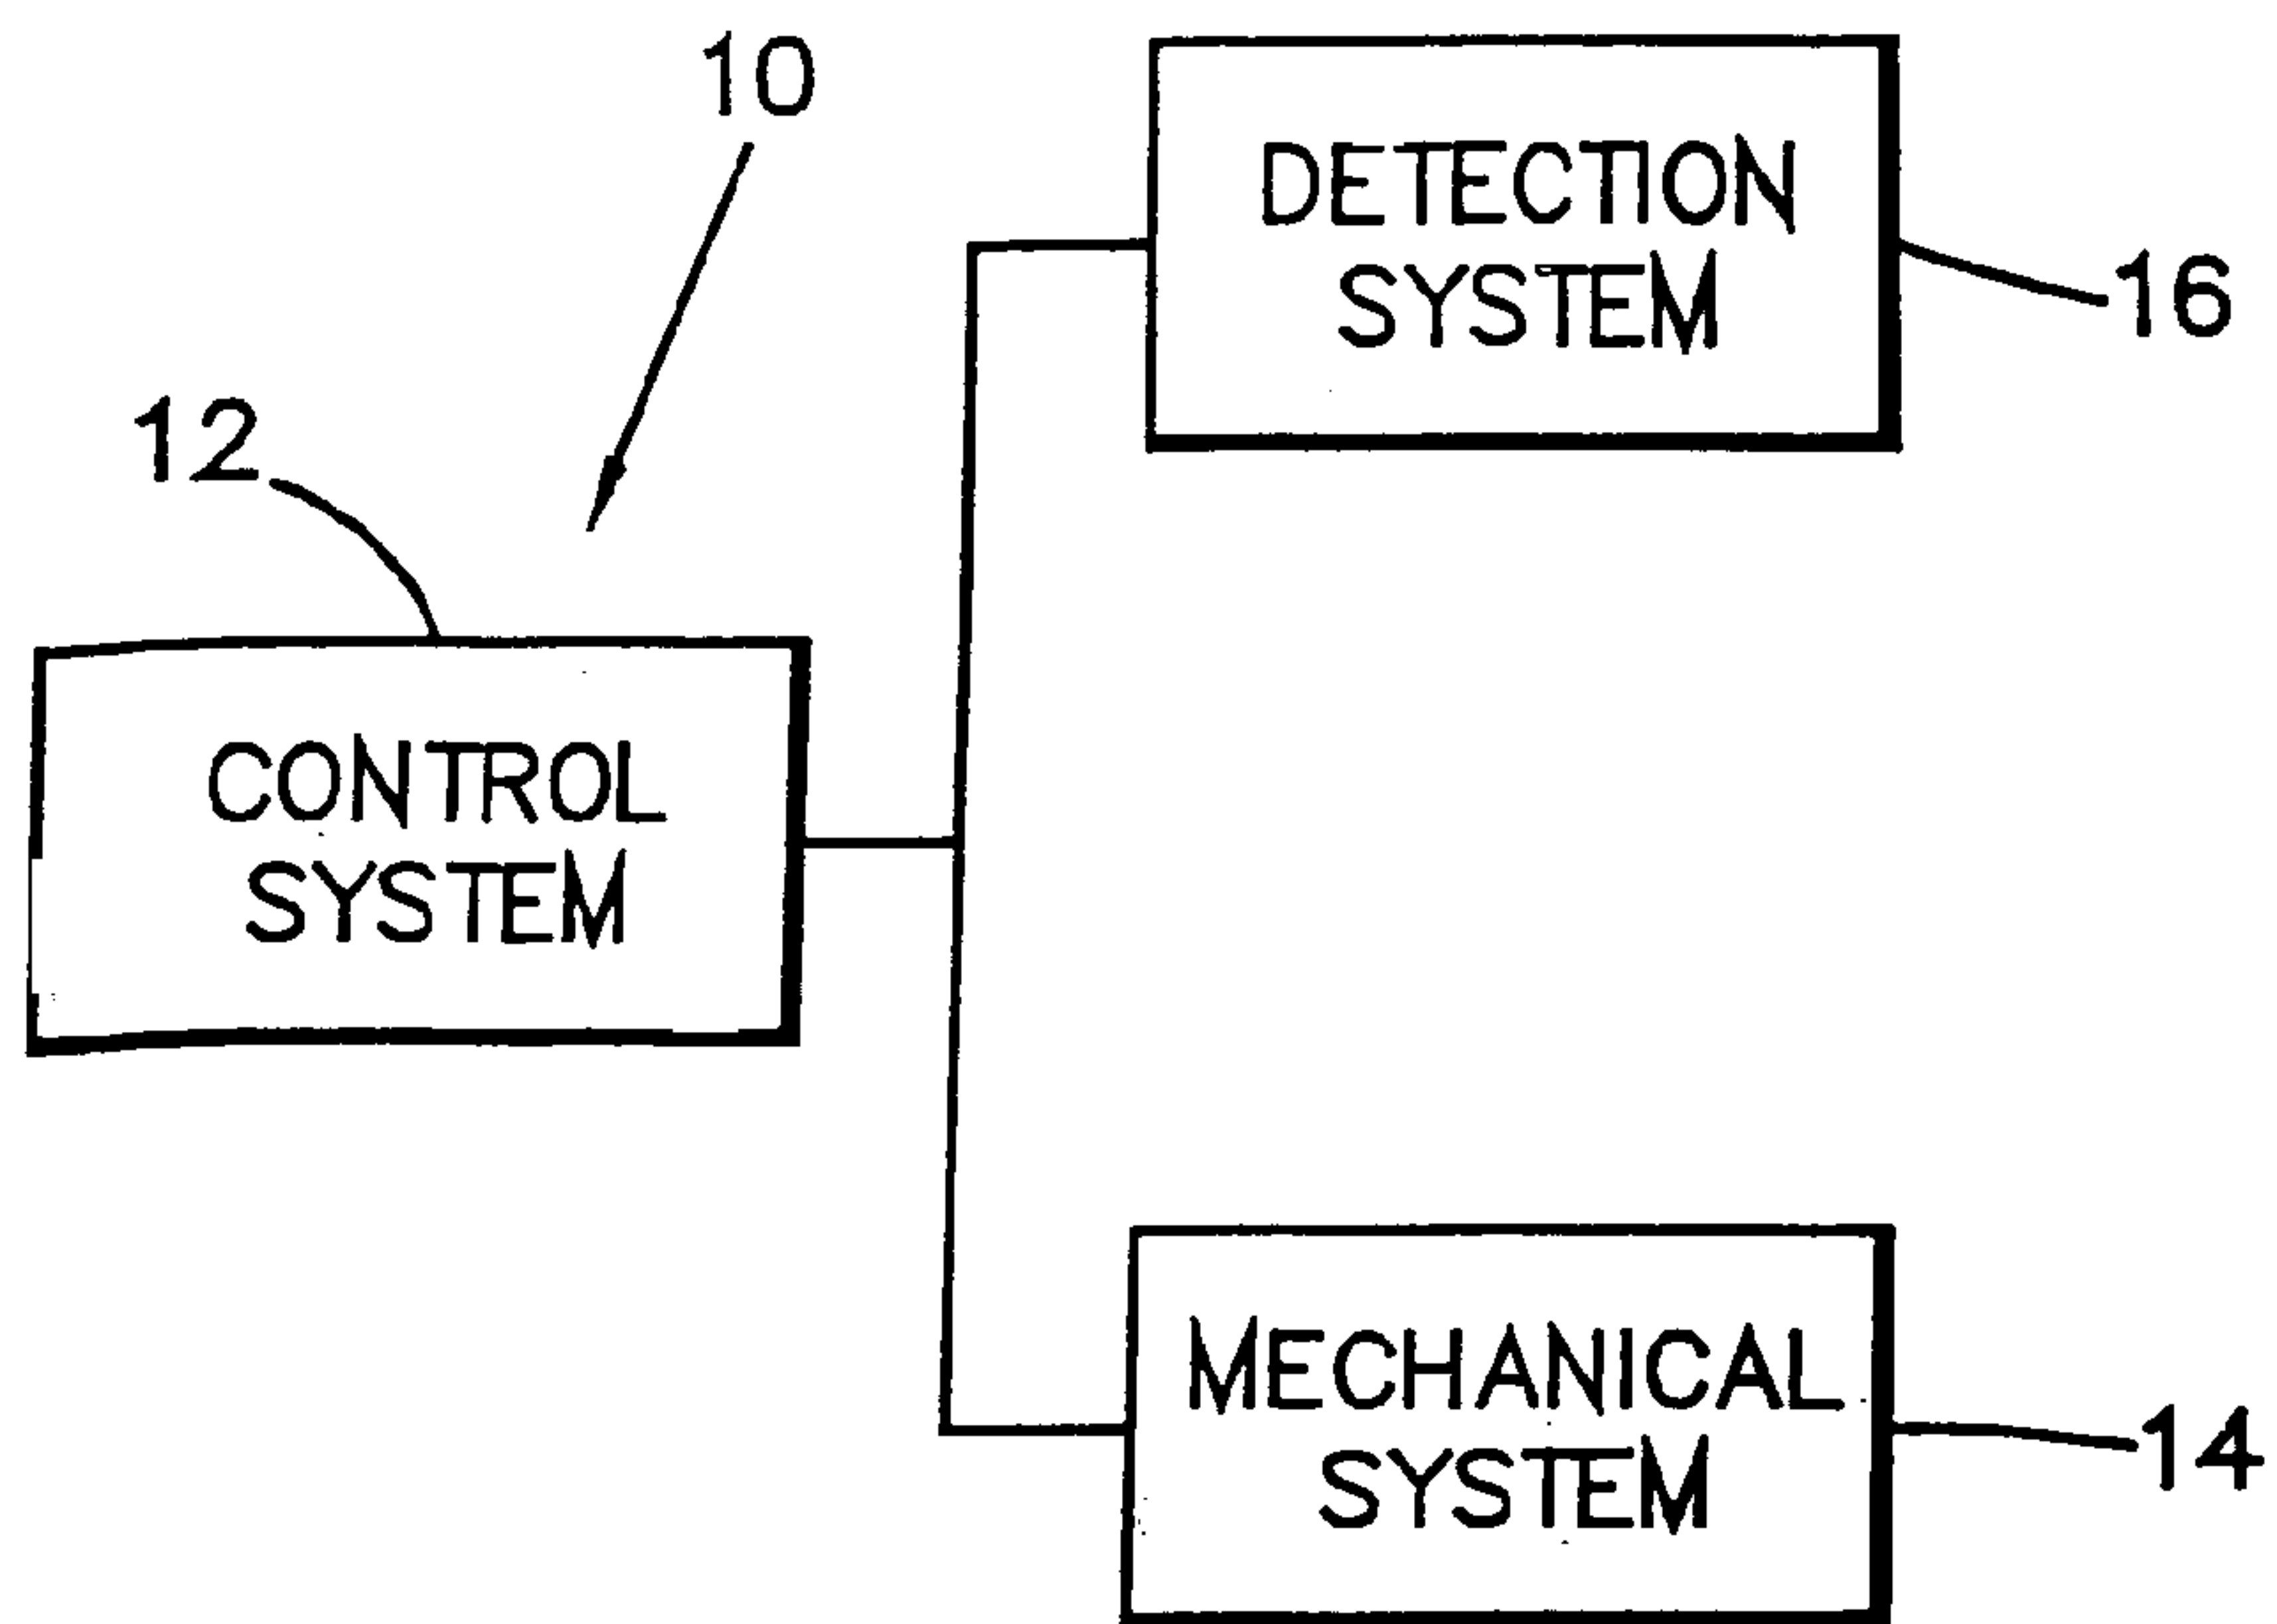 10
DETECTION
SYSTEM
16
12
CONTROL
SYSTEM
MECHANICAL
SYSTEM
14